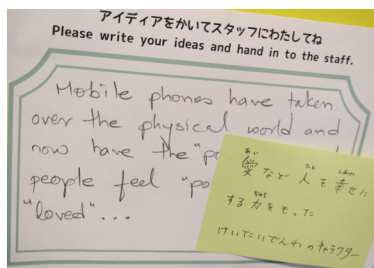 アイディアをかいてスタッフにわたしてね
Please write your ideas and hand in to the staff.
Mobile phones have taken
over the physical world and
now have the "po
people feel "po
"loved"...
愛など人を幸せに
する力をもった
けいたいでんわのキャラクター